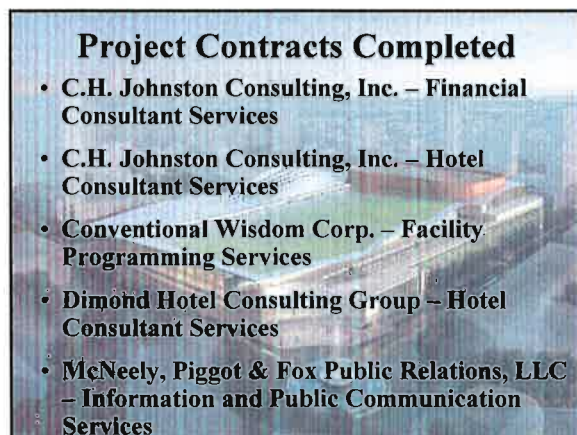 Project Contracts Completed
• C.H. Johnston Consulting, Inc. – Financial
Consultant Services
• C.H. Johnston Consulting, Inc. – Hotel
Consultant Services
• Conventional Wisdom Corp. – Facility
Programming Services
• Dimond Hotel Consulting Group – Hotel
Consultant Services
• McNeely, Piggot & Fox Public Relations, LLC
– Information and Public Communication
Services